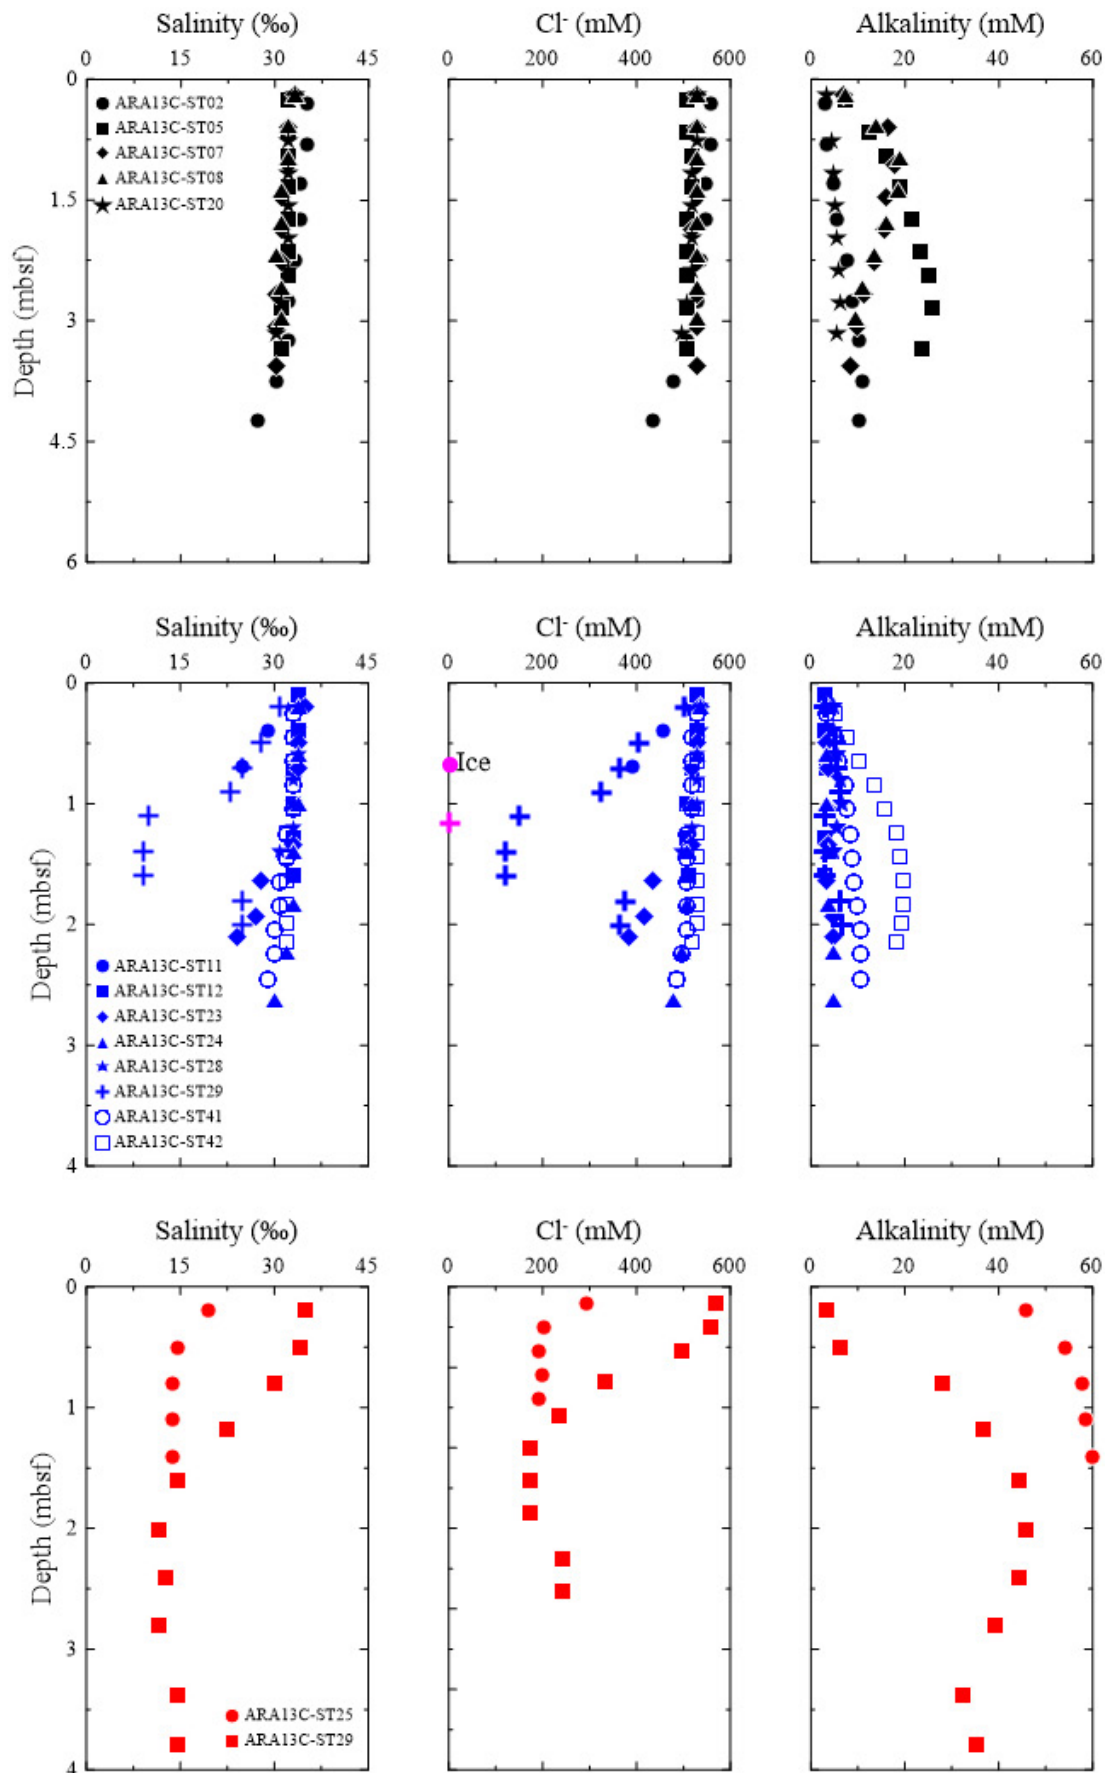 Salinity (‰) Cl⁻ (mM) Alkalinity (mM)
0 15 30 45 0 200 400 600 0 20 40 60
0
ARA13C-ST02
ARA13C-ST05
ARA13C-ST07
ARA13C-ST08
1.5
ARA13C-ST20
Depth (mbsf)
3
4.5
6
Salinity (‰) Cl⁻ (mM) Alkalinity (mM)
0 15 30 45 0 200 400 600 0 20 40 60
0
Ice
1
Depth (mbsf)
2
ARA13C-ST11
ARA13C-ST12
ARA13C-ST23
ARA13C-ST24
3
ARA13C-ST28
ARA13C-ST29
ARA13C-ST41
ARA13C-ST42
4
Salinity (‰) Cl⁻ (mM) Alkalinity (mM)
0 15 30 45 0 200 400 600 0 20 40 60
0
1
Depth (mbsf)
2
3
ARA13C-ST25
ARA13C-ST29
4